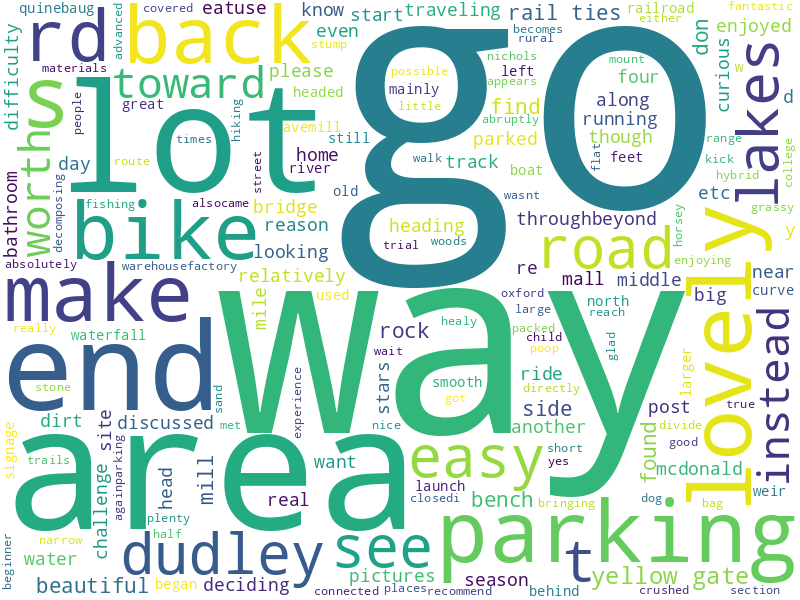 quinebaug
advanced
covered
eatuse
know
traveling
rail ties
railroad
fantastic
rd
back
go
start
even
becomes
either
enjoyed
difficulty
materials
people
toward
please
possible
nichols
rural
don
mount
w
s
lot
great
headed
mainly
left
appears
four
curious
lakes
d
times
hiking
avemill
little
abruptly
along
find
running
range
worth
day
route
street
still
parked
though
feet
flat
kick
college
home
river
walk
track
boat
etc
hybrid
bathroom
decomposing
fishing
alsocame
old
bridge
heading
wasnt
throughbeyond
horsey
grassy
y
bike
reason
trial
woods
road
lovely
absolutely
warehousefactory
looking
re
mall
middle
near
enjoying
make
relatively
way
oxford
north
big
curve
really
mile
used
large
reach
instead
waterfall
rock
healy
packed
child
glad
larger
end
wait
stars
smooth
poop
ride
directly
stone
sand
experience
nice
got
side
post
divide
true
signage
dirt
discussed
met
area
easy
another
short
found
good
trails
site
againparking
want
launch
yes
mcdonald
weir
challenge
head
mill
real
closedi
bench
dog
bringing
bag
plenty
half
parking
water
narrow
dudley
see
t
yellow gate
beginner
beautiful
began
deciding
pictures
season
connected
places
recommend
behind
crushed
section